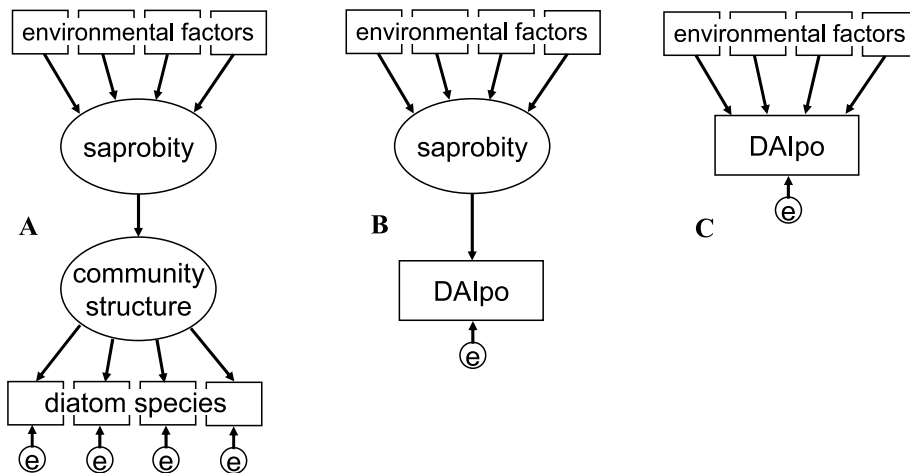 environmental factors
saprobity
A
community
structure
diatom species
e e e e
environmental factors
saprobity
B
DAIpo
e
environmental factors
DAIpo
C
e